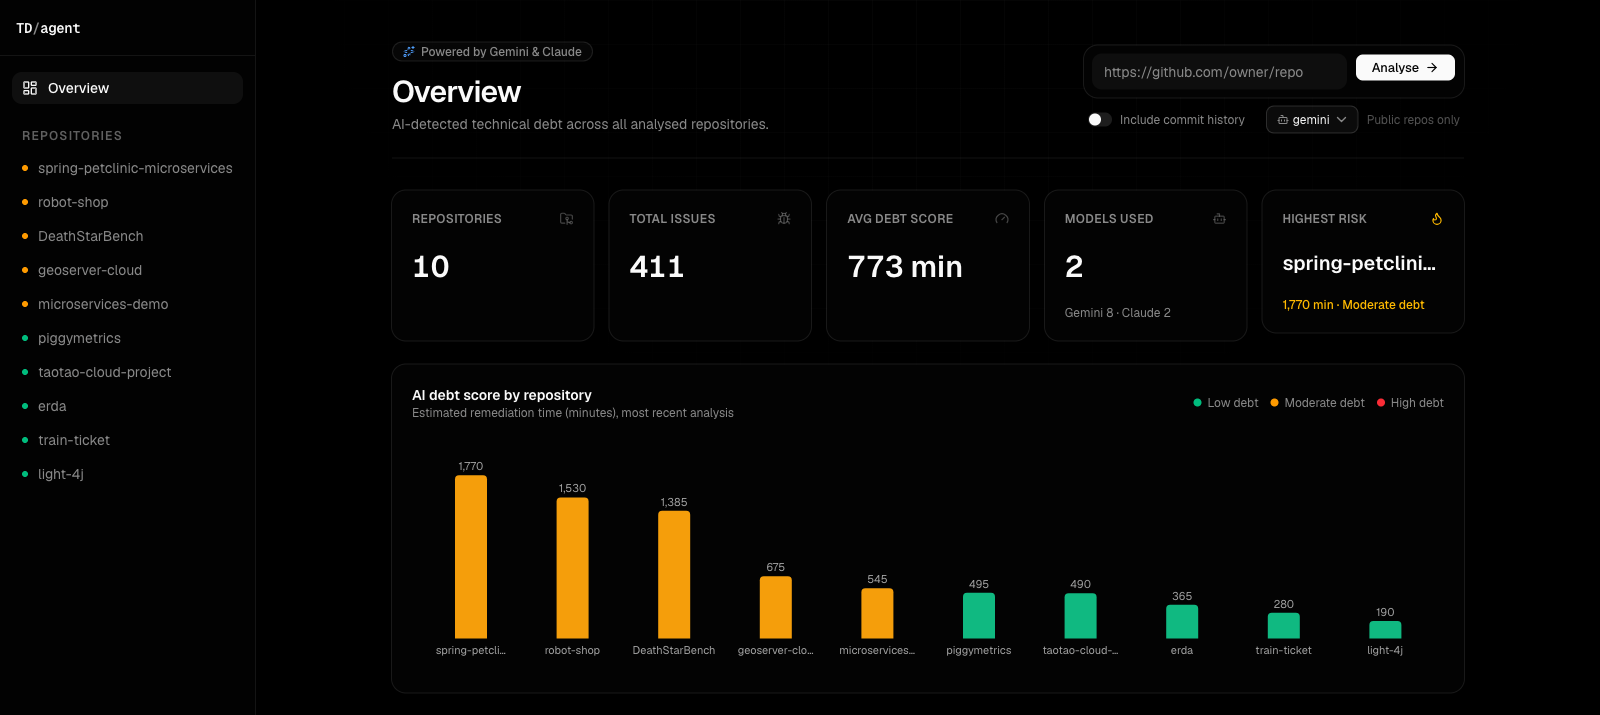 TD/agent
Overview
REPOSITORIES
spring-petclinic-microservices
robot-shop
DeathStarBench
geoserver-cloud
microservices-demo
piggymetrics
taotao-cloud-project
erda
train-ticket
light-4j
Powered by Gemini & Claude
Overview
AI-detected technical debt across all analysed repositories.
https://github.com/owner/repo
Analyse →
Include commit history
gemini
Public repos only
REPOSITORIES
10
TOTAL ISSUES
411
AVG DEBT SCORE
773 min
MODELS USED
2
Gemini 8 · Claude 2
HIGHEST RISK
spring-petclini...
1,770 min · Moderate debt
AI debt score by repository
Estimated remediation time (minutes), most recent analysis
Low debt
Moderate debt
High debt
1,770
1,530
1,385
675
545
495
490
365
280
190
spring-petcli...
robot-shop
DeathStarBench
geoserver-clo...
microservices...
piggymetrics
taotao-cloud-...
erda
train-ticket
light-4j